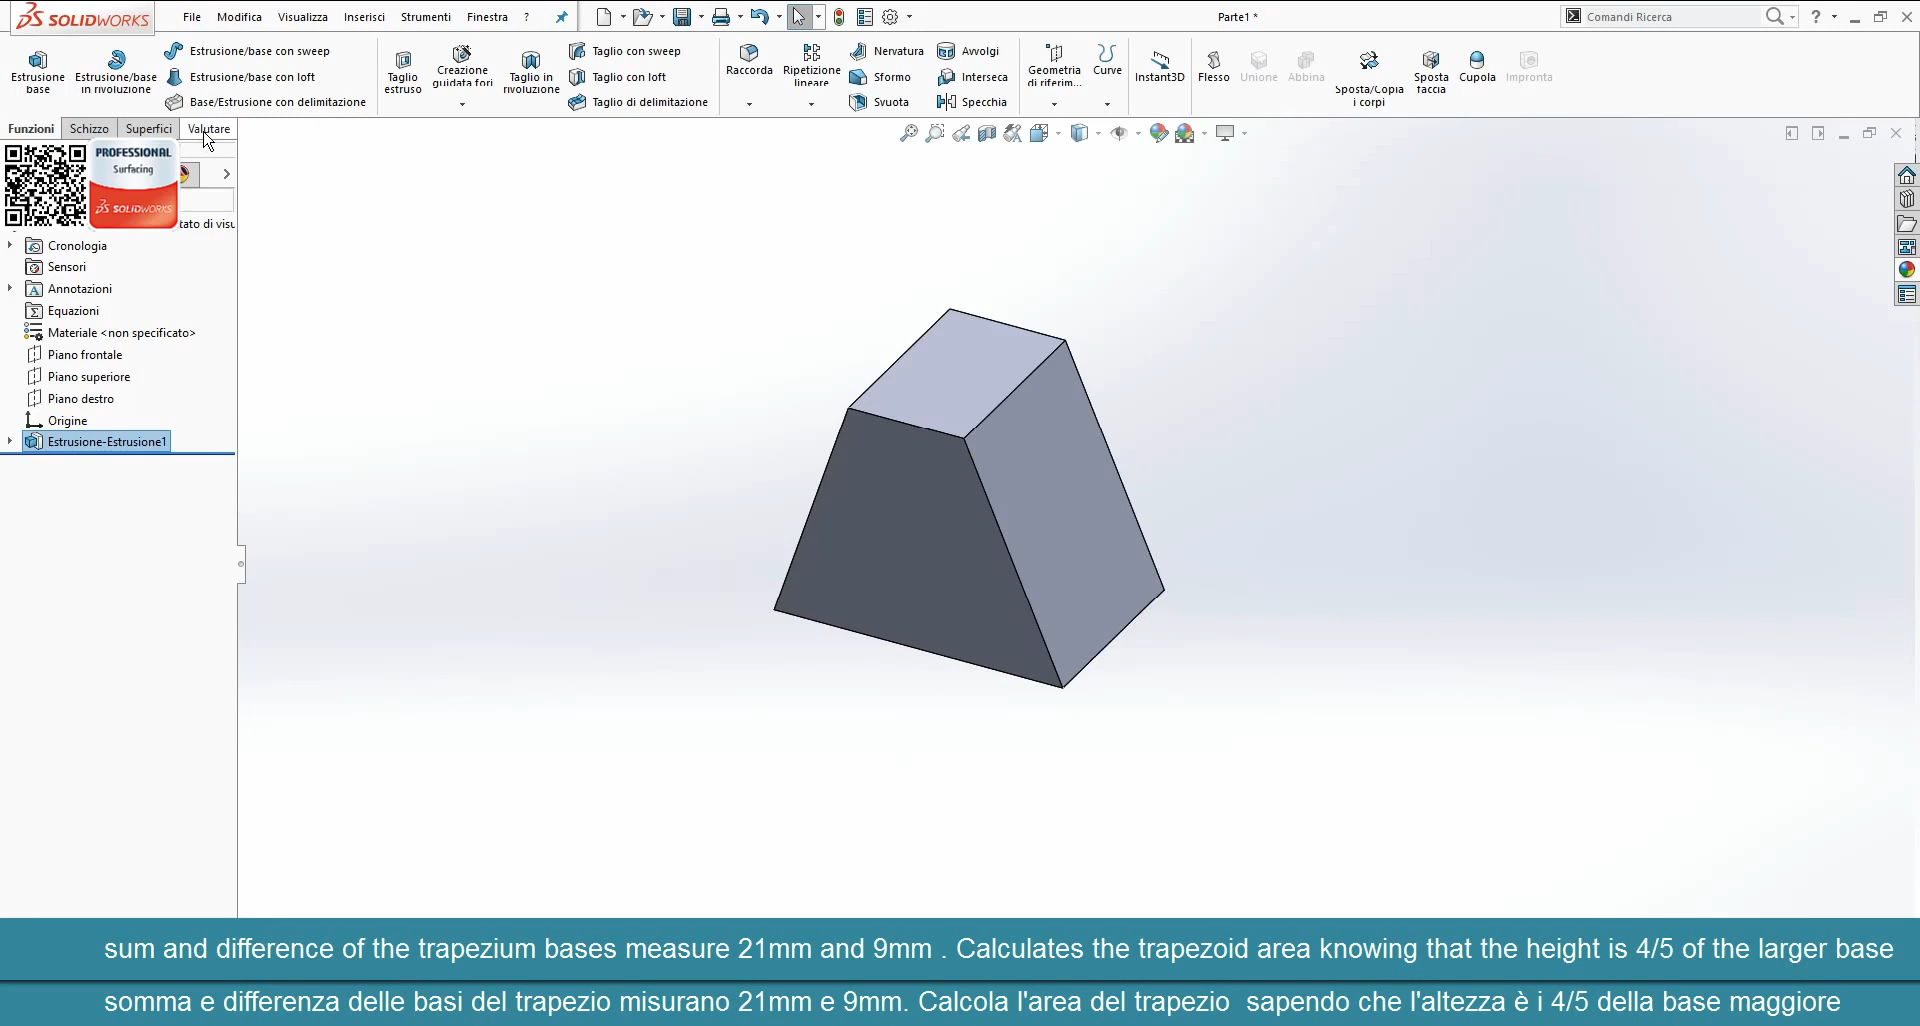 SOLIDWORKS
File Modifica Visualizza Inserisci Strumenti Finestra ?
Parte1 *
Comandi Ricerca
?
Estrusione base
Estrusione/base in rivoluzione
Estrusione/base con sweep
Estrusione/base con loft
Base/Estrusione con delimitazione
Taglio estruso
Creazione guidata fori
Taglio in rivoluzione
Taglio con sweep
Taglio con loft
Taglio di delimitazione
Raccorda
Ripetizione lineare
Nervatura
Sformo
Svuota
Avvolgi
Interseca
Specchia
Geometria di riferim...
Curve
Instant3D
Flesso
Unione
Abbina
Sposta/Copia i corpi
Sposta faccia
Cupola
Impronta
Funzioni Schizzo Superfici Valutare
PROFESSIONAL
Surfacing
SOLIDWORKS
tato di visu
Cronologia
Sensori
Annotazioni
Equazioni
Materiale <non specificato>
Piano frontale
Piano superiore
Piano destro
Origine
Estrusione-Estrusione1
sum and difference of the trapezium bases measure 21mm and 9mm . Calculates the trapezoid area knowing that the height is 4/5 of the larger base
somma e differenza delle basi del trapezio misurano 21mm e 9mm. Calcola l'area del trapezio  sapendo che l'altezza è i 4/5 della base maggiore